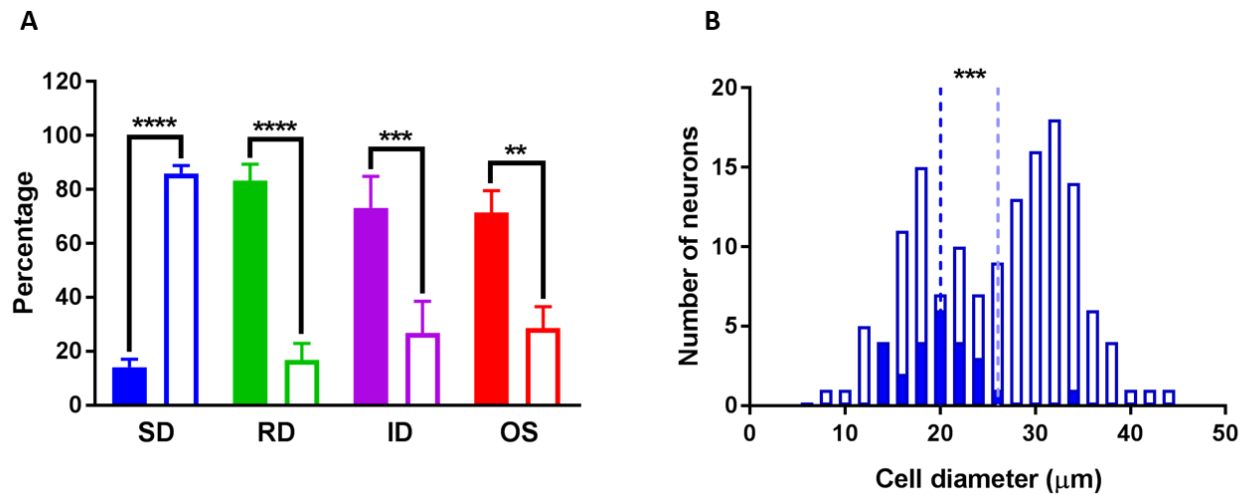 A
B
Percentage
120
100
80
60
40
20
0
****
****
***
**
SD RD ID OS
Number of neurons
20
15
10
5
0
***
0 10 20 30 40 50
Cell diameter (μm)